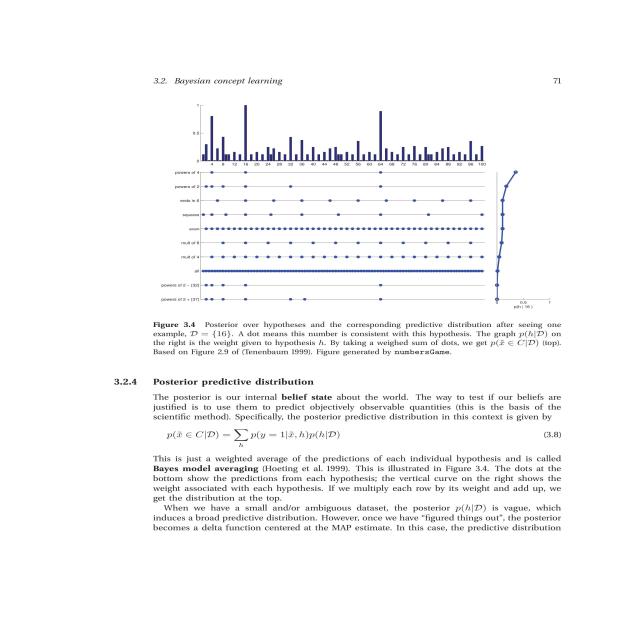 3.2. Bayesian concept learning 71
1
0.5
0
4 8 12 16 20 24 28 32 36 40 44 48 52 56 60 64 68 72 76 80 84 88 92 96 100
powers of 4
powers of 2
ends in 6
squares
even
mult of 8
mult of 4
all
powers of 2 − {32}
powers of 2 + {37}
0 0.5 1
p(h | 16 )
Figure 3.4 Posterior over hypotheses and the corresponding predictive distribution after seeing one
example, 𝒟 = {16}. A dot means this number is consistent with this hypothesis. The graph p(h|𝒟) on
the right is the weight given to hypothesis h. By taking a weighed sum of dots, we get p(x̃ ∈ C|𝒟) (top).
Based on Figure 2.9 of (Tenenbaum 1999). Figure generated by numbersGame.
3.2.4 Posterior predictive distribution
The posterior is our internal belief state about the world. The way to test if our beliefs are
justified is to use them to predict objectively observable quantities (this is the basis of the
scientific method). Specifically, the posterior predictive distribution in this context is given by
p(x̃ ∈ C|𝒟) = ∑_h p(y = 1|x̃, h)p(h|𝒟) (3.8)
This is just a weighted average of the predictions of each individual hypothesis and is called
Bayes model averaging (Hoeting et al. 1999). This is illustrated in Figure 3.4. The dots at the
bottom show the predictions from each hypothesis; the vertical curve on the right shows the
weight associated with each hypothesis. If we multiply each row by its weight and add up, we
get the distribution at the top.
When we have a small and/or ambiguous dataset, the posterior p(h|𝒟) is vague, which
induces a broad predictive distribution. However, once we have “figured things out”, the posterior
becomes a delta function centered at the MAP estimate. In this case, the predictive distribution